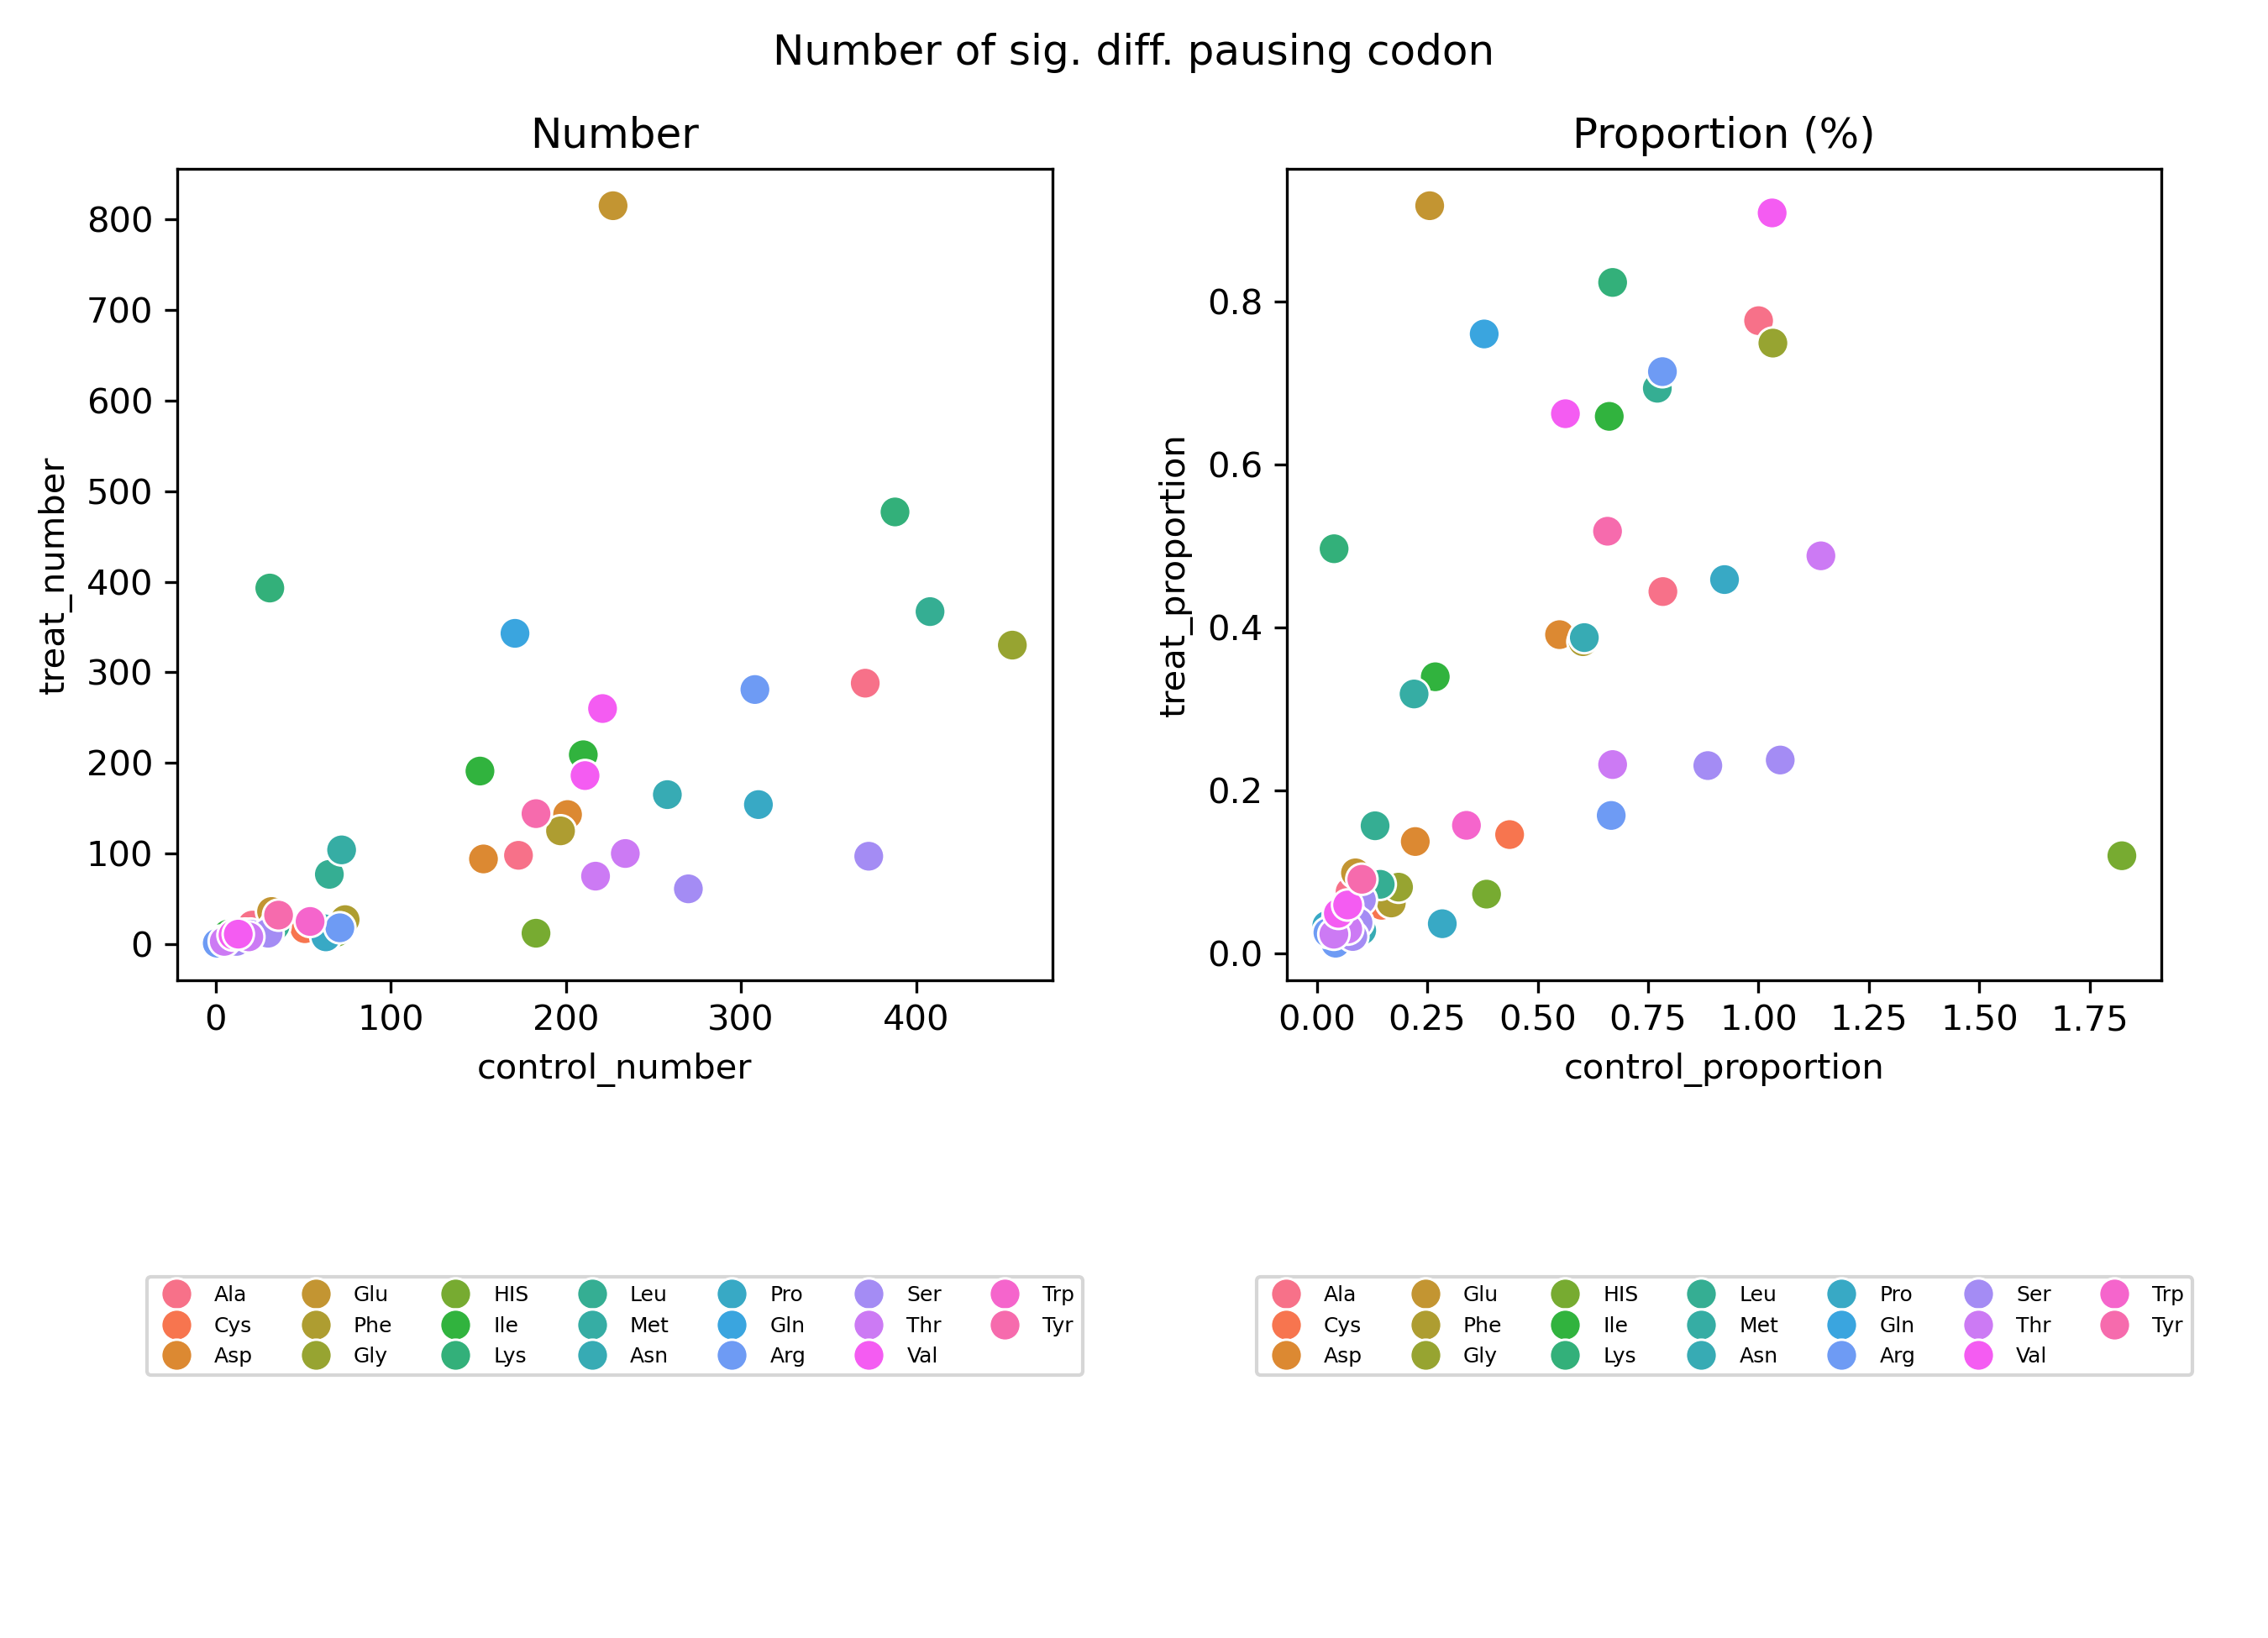 Number of sig. diff. pausing codon
Number
800
700
600
500
400
300
200
100
0
treat_number
0 100 200 300 400
control_number
Proportion (%)
0.8
0.6
0.4
0.2
0.0
treat_proportion
0.00 0.25 0.50 0.75 1.00 1.25 1.50 1.75
control_proportion
Ala Glu HIS Leu Pro Ser Trp
Cys Phe Ile Met Gln Thr Tyr
Asp Gly Lys Asn Arg Val
Ala Glu HIS Leu Pro Ser Trp
Cys Phe Ile Met Gln Thr Tyr
Asp Gly Lys Asn Arg Val